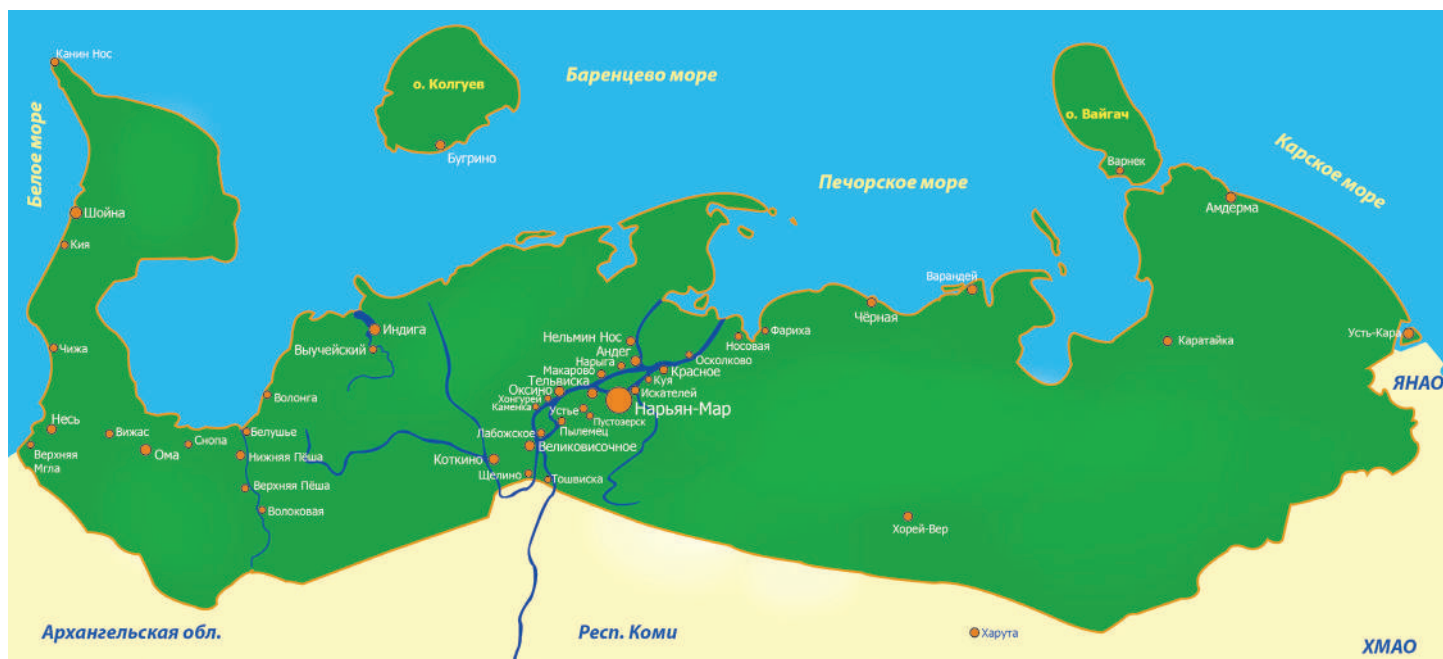 Канин Нос
Баренцево море
о. Колгуев
о. Вайгач
Белое море
Карское море
Бугрино
Варнек
Печорское море
Амдерма
Шойна
Кия
Варандей
Чёрная
Индига
Фариха
Усть-Кара
Нельмин Нос
Носовая
Каратайка
Чижа
Выучейский
Андег
Осколково
Нарыга
Макарово
Красное
Куя
ЯНАО
Тельвиска
Оксино
Искателей
Волонга
Хонгурей
Каменка
Устье
Нарьян-Мар
Пустозерск
Несь
Вижас
Снопа
Белушье
Лабожское
Пылемец
Верхняя
Мгла
Ома
Нижняя Пёша
Коткино
Великовисочное
Щелино
Тошвиска
Верхняя Пёша
Волоковая
Хорей-Вер
Архангельская обл.
Респ. Коми
Харута
ХМАО